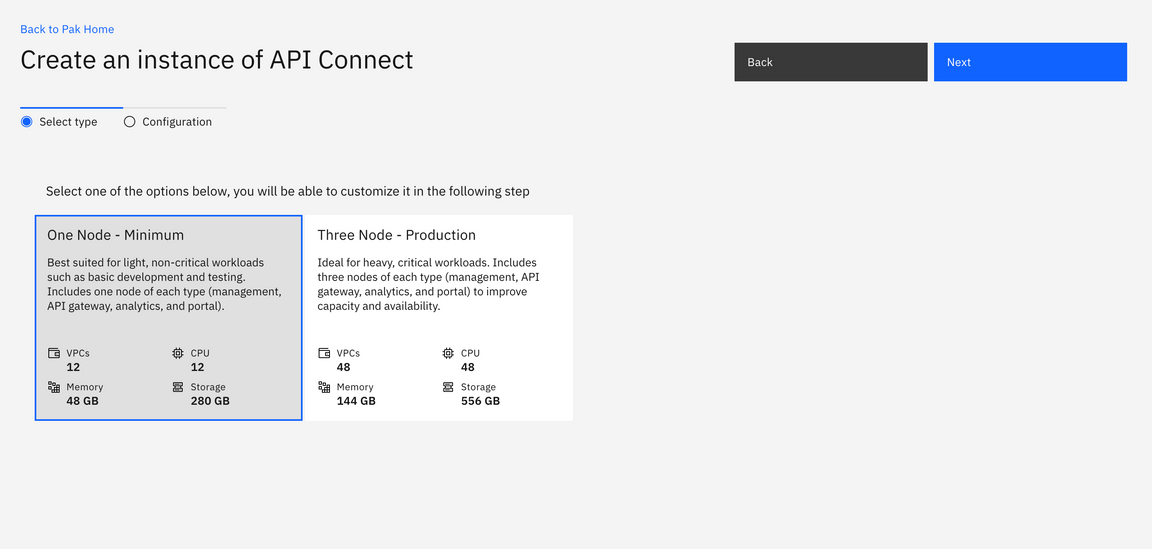 Back to Pak Home
Create an instance of API Connect
Back
Next
Select type
Configuration
Select one of the options below, you will be able to customize it in the following step
One Node - Minimum
Best suited for light, non-critical workloads
such as basic development and testing.
Includes one node of each type (management,
API gateway, analytics, and portal).
VPCs
12
CPU
12
Memory
48 GB
Storage
280 GB
Three Node - Production
Ideal for heavy, critical workloads. Includes
three nodes of each type (management, API
gateway, analytics, and portal) to improve
capacity and availability.
VPCs
48
CPU
48
Memory
144 GB
Storage
556 GB